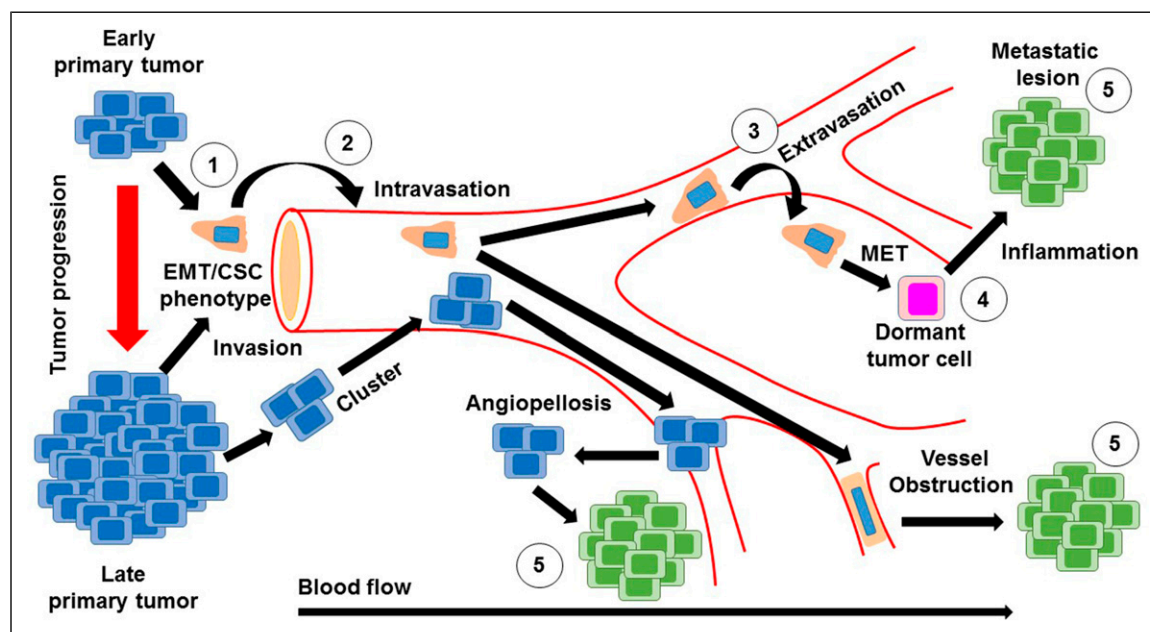 Early
primary tumor
1
2
Intravasation
3
Extravasation
Metastatic
lesion
5
Tumor progression
EMT/CSC
phenotype
Invasion
MET
Inflammation
4
Dormant
tumor cell
Cluster
Angiopellosis
Vessel
Obstruction
5
5
Late
primary tumor
Blood flow